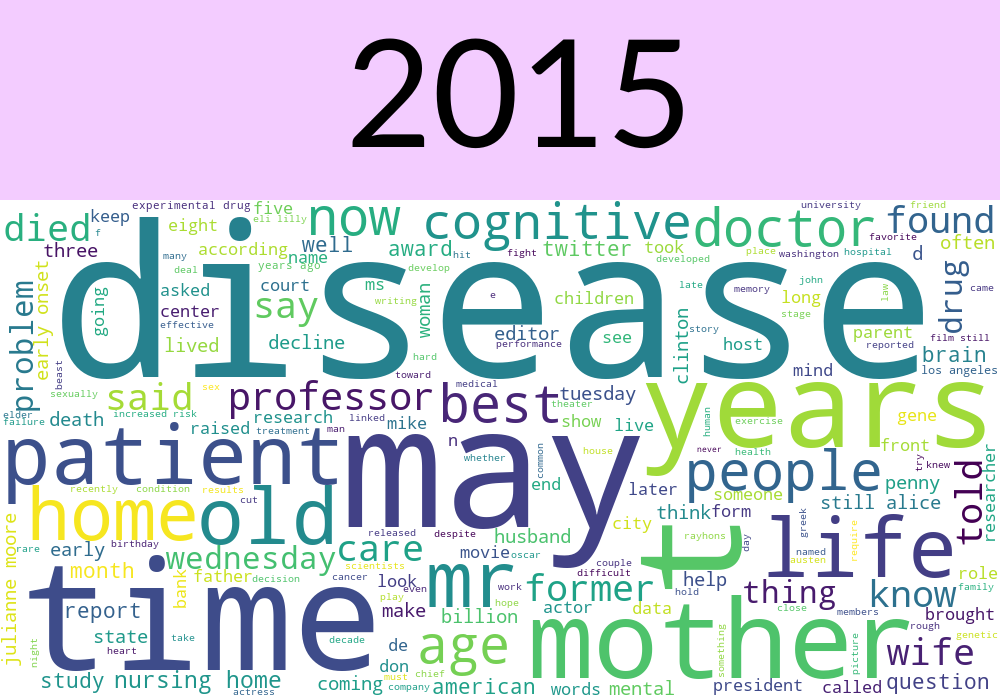 2015
experimental drug
five
now
cognitive
doctor
university
friend
found
died
keep
f
eight
eli lilly
name
well
award
hit
fight
twitter
took
developed
place
washington
hospital
favorite
often
d
three
many
according
years ago
develop
disease
early onset
going
deal
asked
center
effective
court
say
ms
writing
woman
e
children
late
memory
john
long
stage
law
drug
came
problem
lived
decline
hard
editor
performance
see
clinton
story
host
parent
reported
film still
brain
los angeles
beast
sexually
said
sex
professor
toward
medical
best
tuesday
years
mind
gene
elder
failure
death
increased risk
raised
research
treatment
linked
man
mike
theater
show
live
human
exercise
health
never
front
try
knew
told
researcher
patient
may
n
whether
common
house
end
later
people
someone
penny
still alice
recently
condition
results
home
old
cut
released
despite
husband
city
think
form
t
rayhons
day
greek
named
austen
life
require
julianne moore
rare
early
birthday
wednesday
care
movie
oscar
couple
difficult
role
family
month
bank
father
decision
cancer
scientists
look
even
mr
work
hope
former
help
hold
thing
know
time
report
play
make
billion
actor
data
close
members
brought
state
take
heart
decade
de
age
mother
something
picture
rough
wife
genetic
night
study
nursing home
actress
don
must
coming
company
chief
american
words
mental
president
called
question